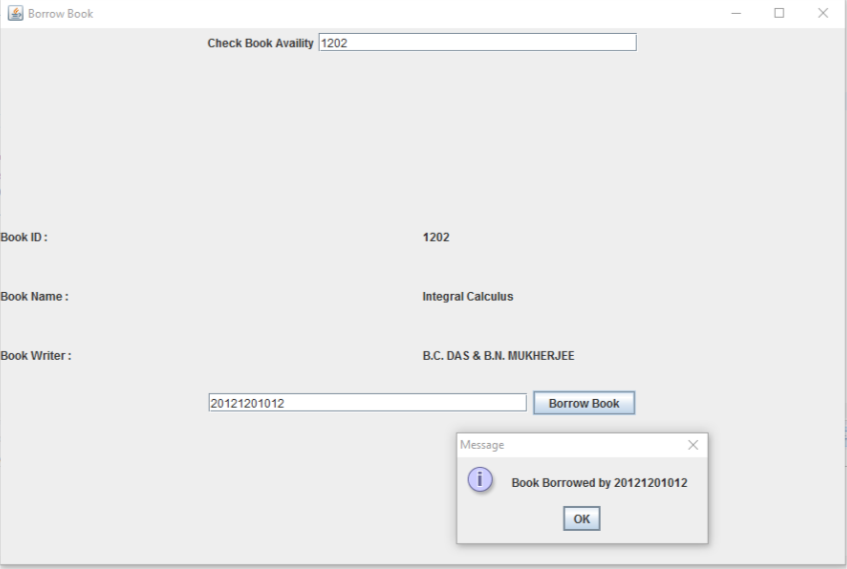 Borrow Book
Check Book Availity 1202
Book ID : 1202
Book Name : Integral Calculus
Book Writer : B.C. DAS & B.N. MUKHERJEE
20121201012 Borrow Book
Message
i Book Borrowed by 20121201012
OK